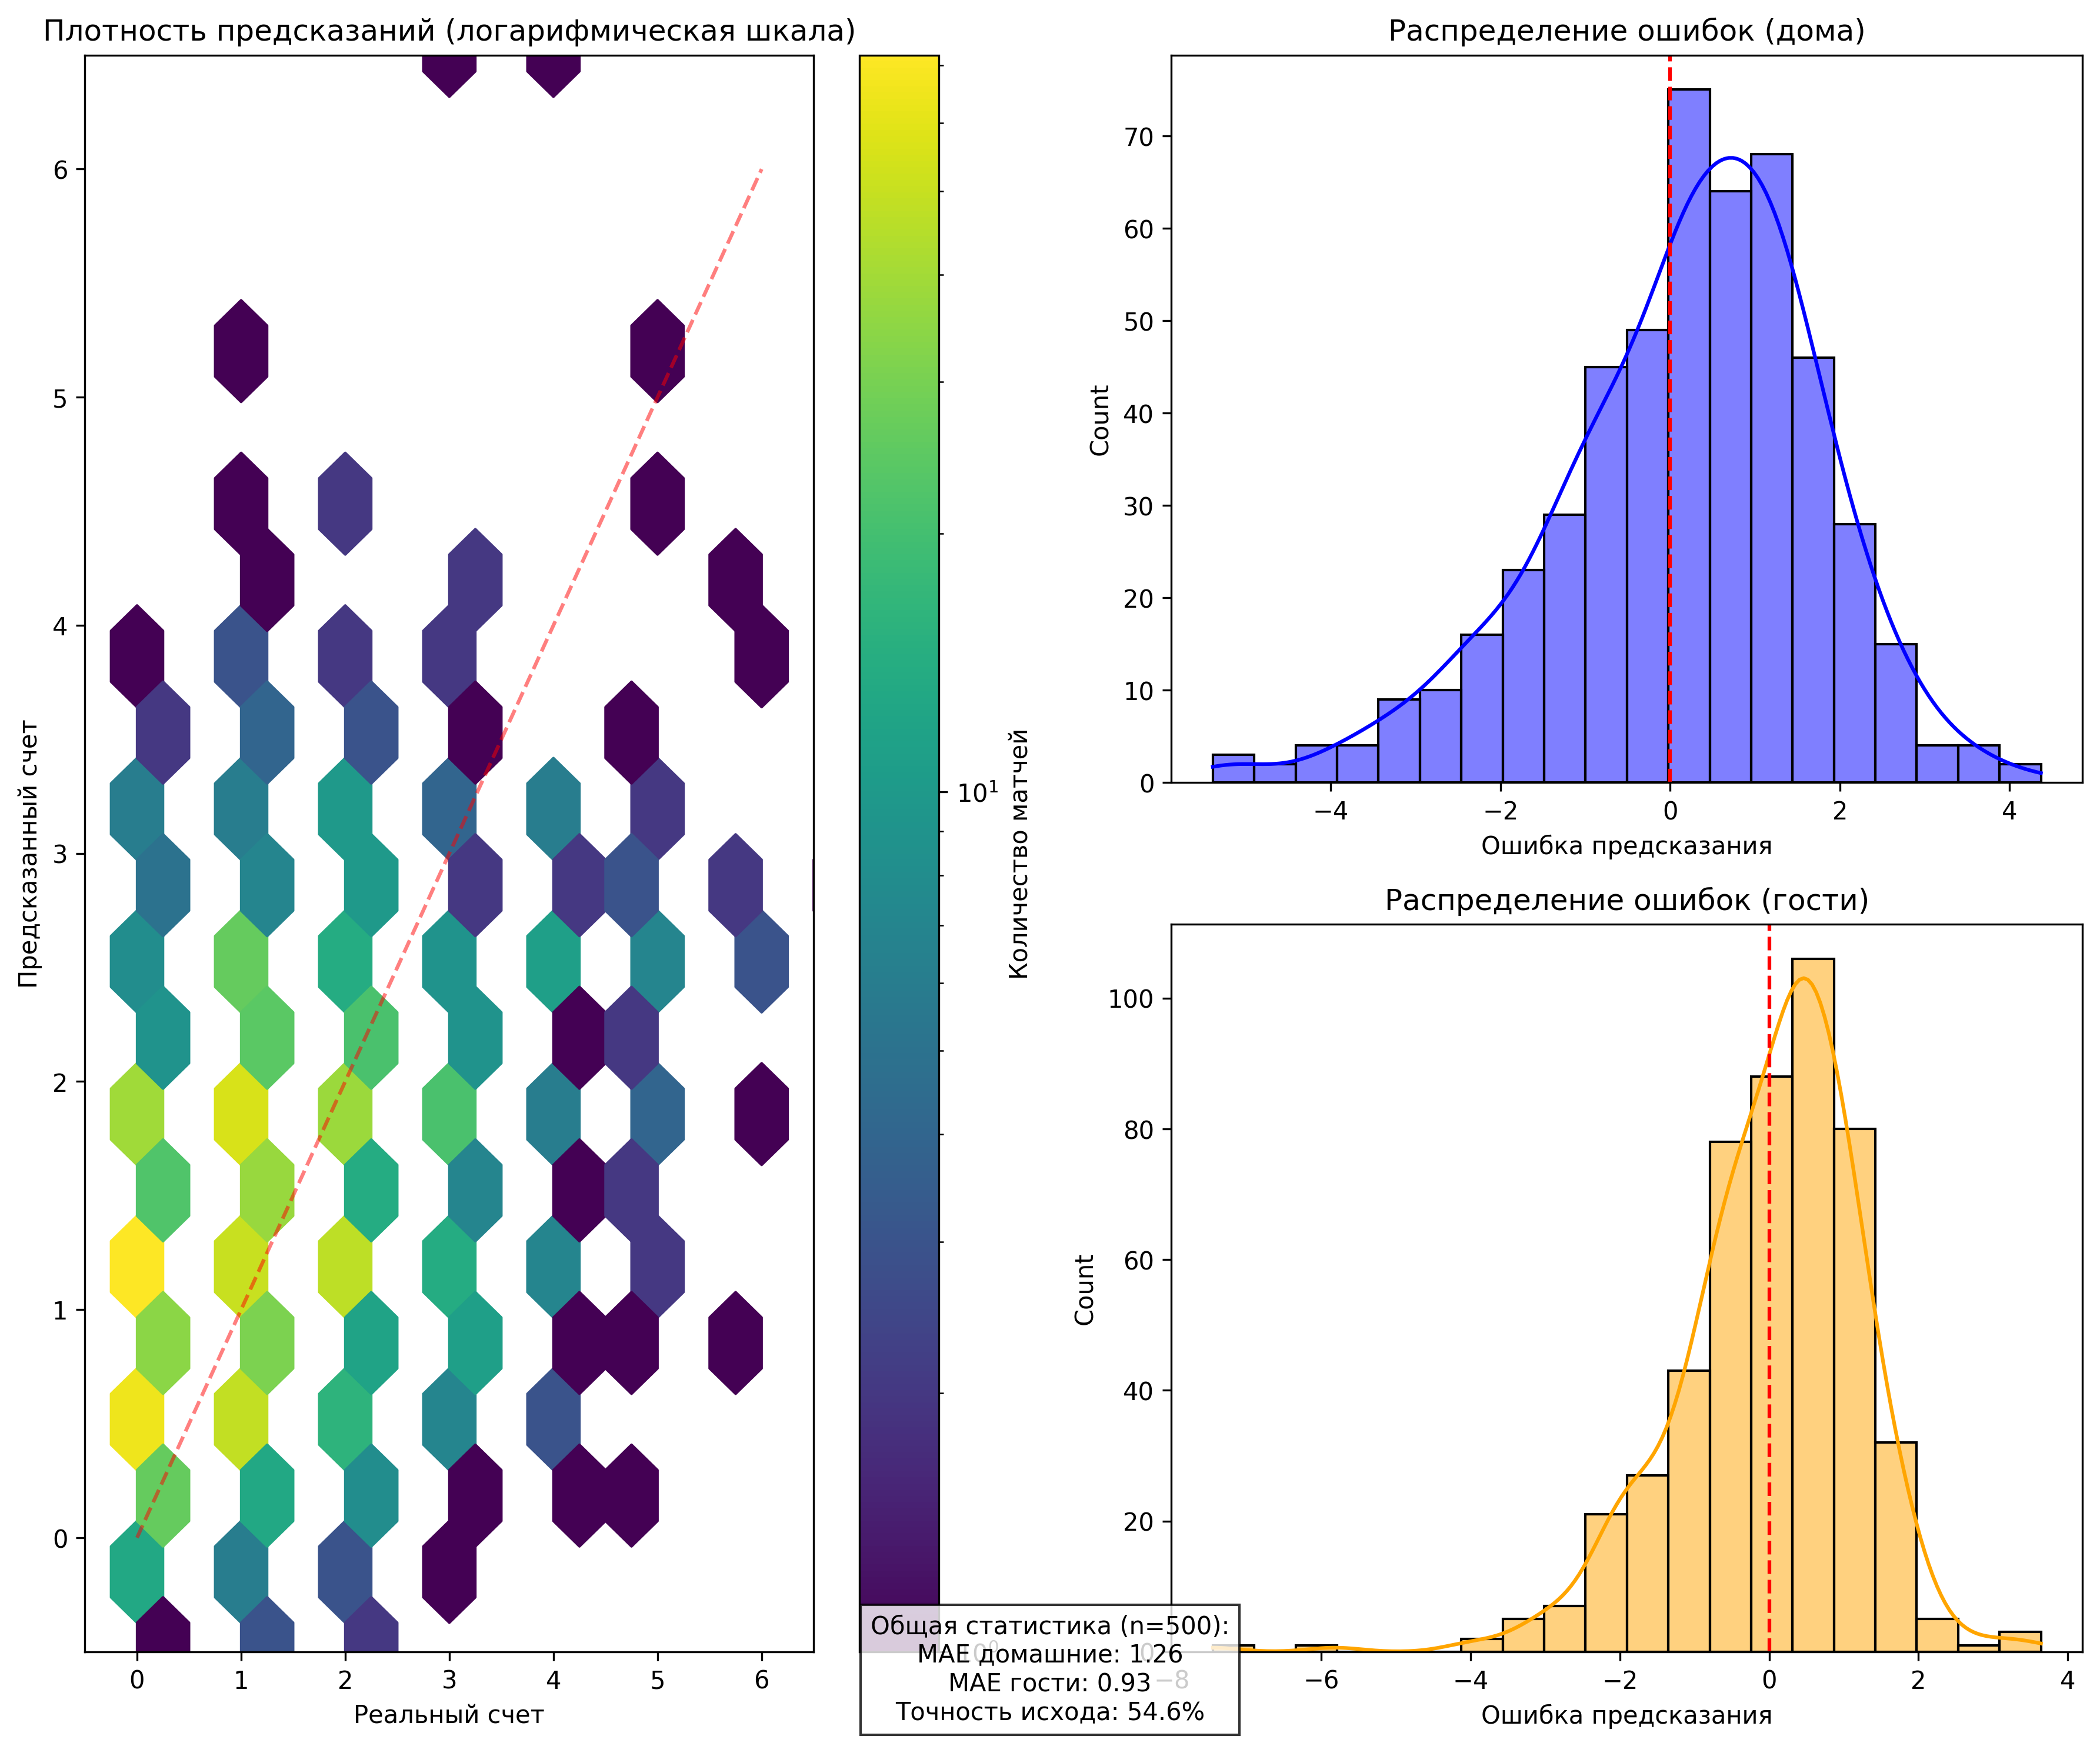 Плотность предсказаний (логарифмическая шкала)
6
5
4
3
2
1
0
Предсказанный счет
0 1 2 3 4 5 6
Реальный счет
10¹
10⁰
Количество матчей
Распределение ошибок (дома)
70
60
50
40
30
20
10
0
Count
−4 −2 0 2 4
Ошибка предсказания
Распределение ошибок (гости)
100
80
60
40
20
0
Count
−8 −6 −4 −2 0 2 4
Ошибка предсказания
Общая статистика (n=500):
MAE домашние: 1.26
MAE гости: 0.93
Точность исхода: 54.6%